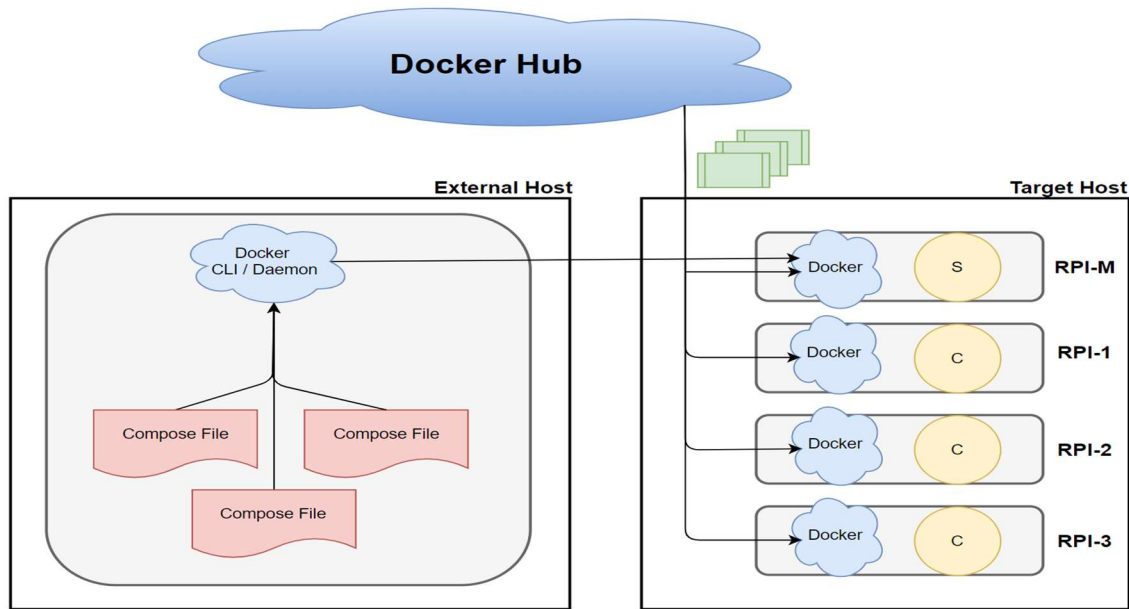 Docker Hub
External Host
Target Host
Docker
CLI / Daemon
Compose File
Compose File
Compose File
Docker
S
RPI-M
Docker
C
RPI-1
Docker
C
RPI-2
Docker
C
RPI-3